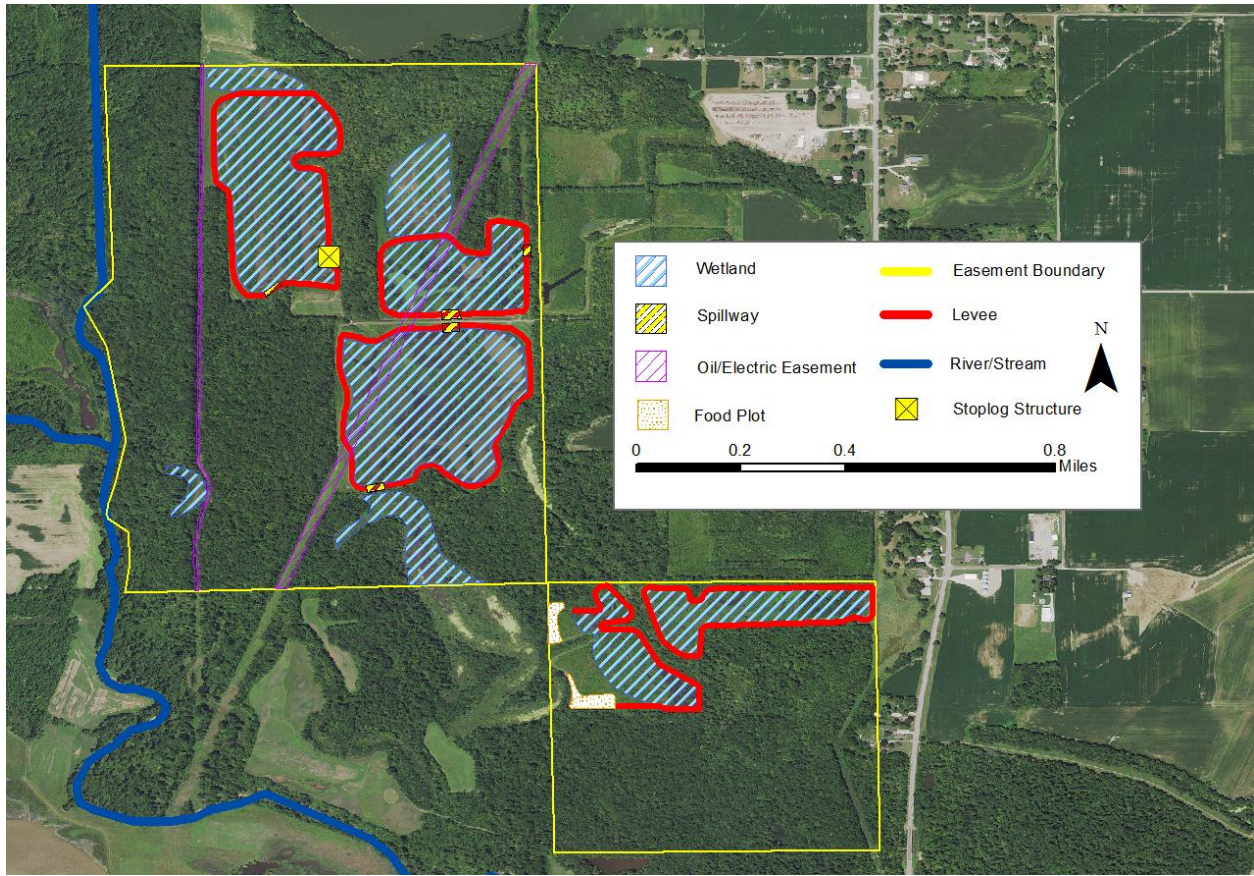 Wetland
Easement Boundary
Spillway
Levee
N
Oil/Electric Easement
River/Stream
Food Plot
Stoplog Structure
0 0.2 0.4 0.8
Miles